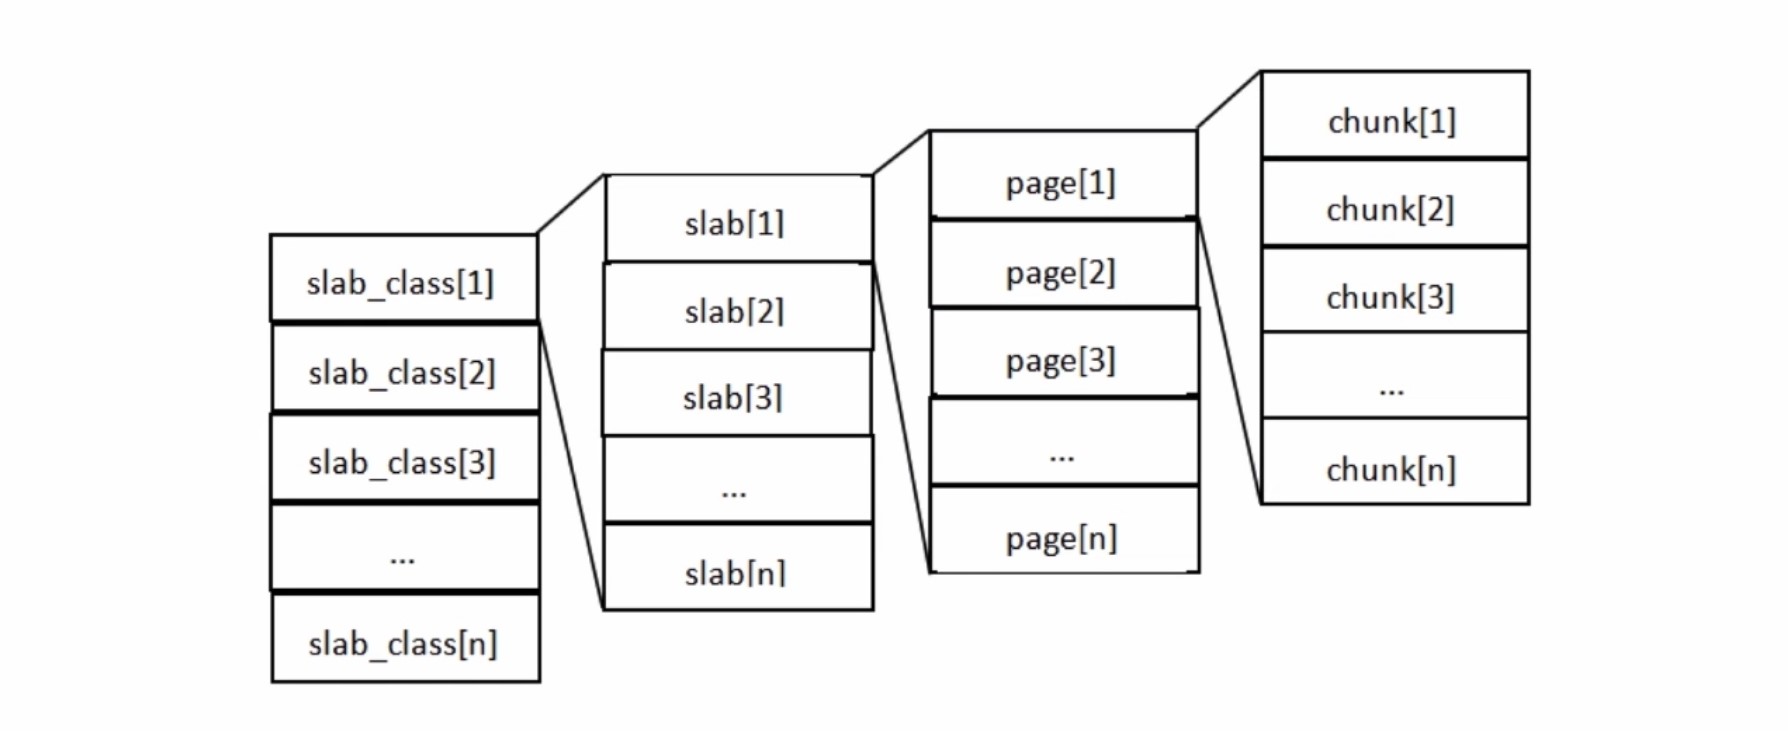 slab_class[1]
slab_class[2]
slab_class[3]
...
slab_class[n]
slab[1]
slab[2]
slab[3]
...
slab[n]
page[1]
page[2]
page[3]
...
page[n]
chunk[1]
chunk[2]
chunk[3]
...
chunk[n]